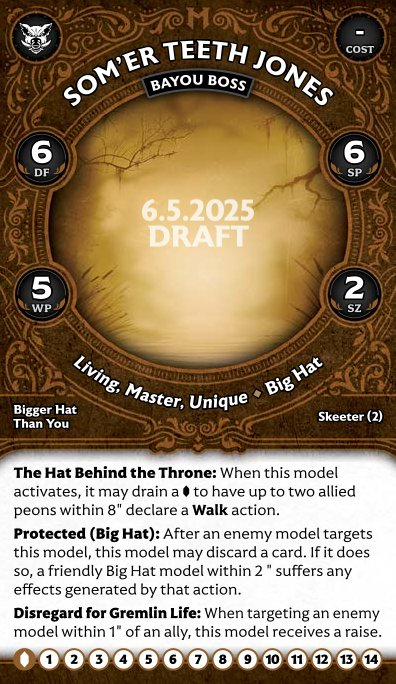 -
COST
SOM'ER TEETH JONES
BAYOU BOSS
6
DF
6
SP
6.5.2025
DRAFT
5
WP
2
SZ
Living, Master, Unique ⬥ Big Hat
Bigger Hat
Than You
Skeeter (2)
The Hat Behind the Throne: When this model
activates, it may drain a ⬮ to have up to two allied
peons within 8" declare a Walk action.
Protected (Big Hat): After an enemy model targets
this model, this model may discard a card. If it does
so, a friendly Big Hat model within 2 " suffers any
effects generated by that action.
Disregard for Gremlin Life: When targeting an enemy
model within 1" of an ally, this model receives a raise.
1 2 3 4 5 6 7 8 9 10 11 12 13 14